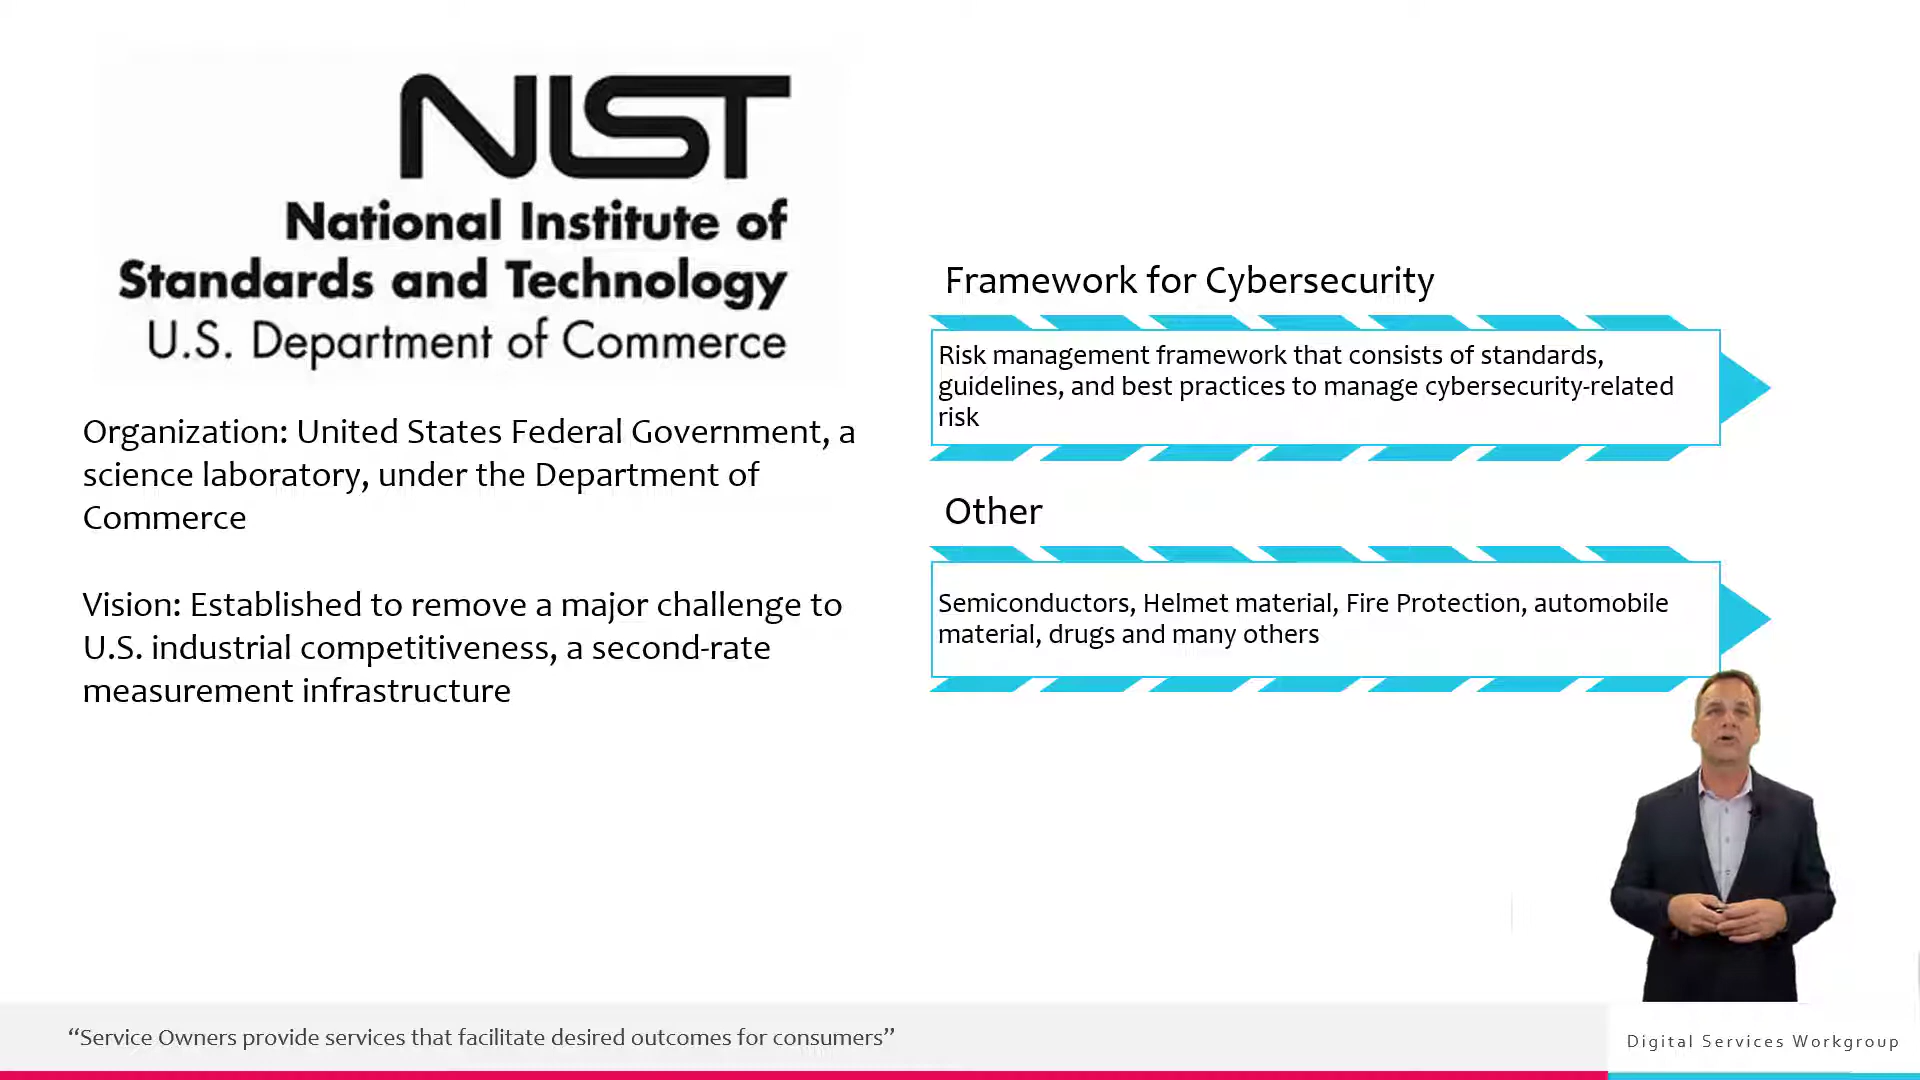 NIST
National Institute of
Standards and Technology
U.S. Department of Commerce
Organization: United States Federal Government, a
science laboratory, under the Department of
Commerce
Vision: Established to remove a major challenge to
U.S. industrial competitiveness, a second-rate
measurement infrastructure
Framework for Cybersecurity
Risk management framework that consists of standards,
guidelines, and best practices to manage cybersecurity-related
risk
Other
Semiconductors, Helmet material, Fire Protection, automobile
material, drugs and many others
“Service Owners provide services that facilitate desired outcomes for consumers”
Digital Services Workgroup